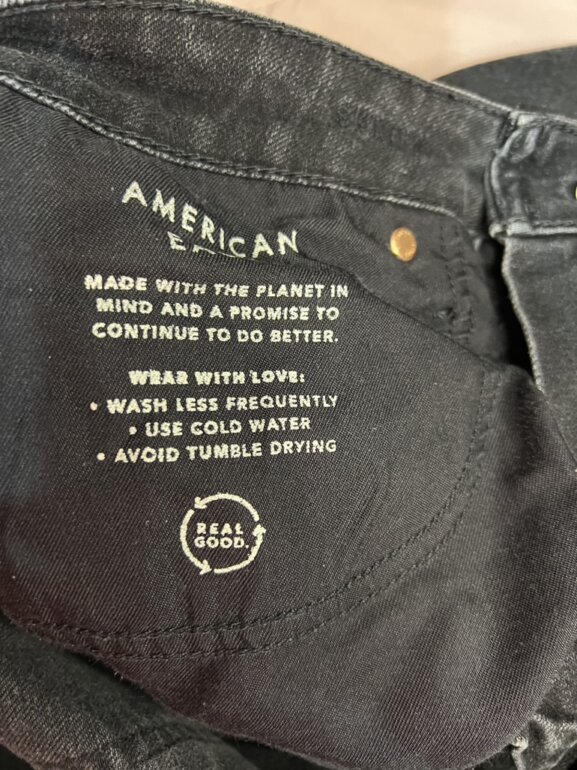 AMERICAN
MADE WITH THE PLANET IN
MIND AND A PROMISE TO
CONTINUE TO DO BETTER.
WEAR WITH LOVE:
• WASH LESS FREQUENTLY
• USE COLD WATER
• AVOID TUMBLE DRYING
REAL
GOOD.